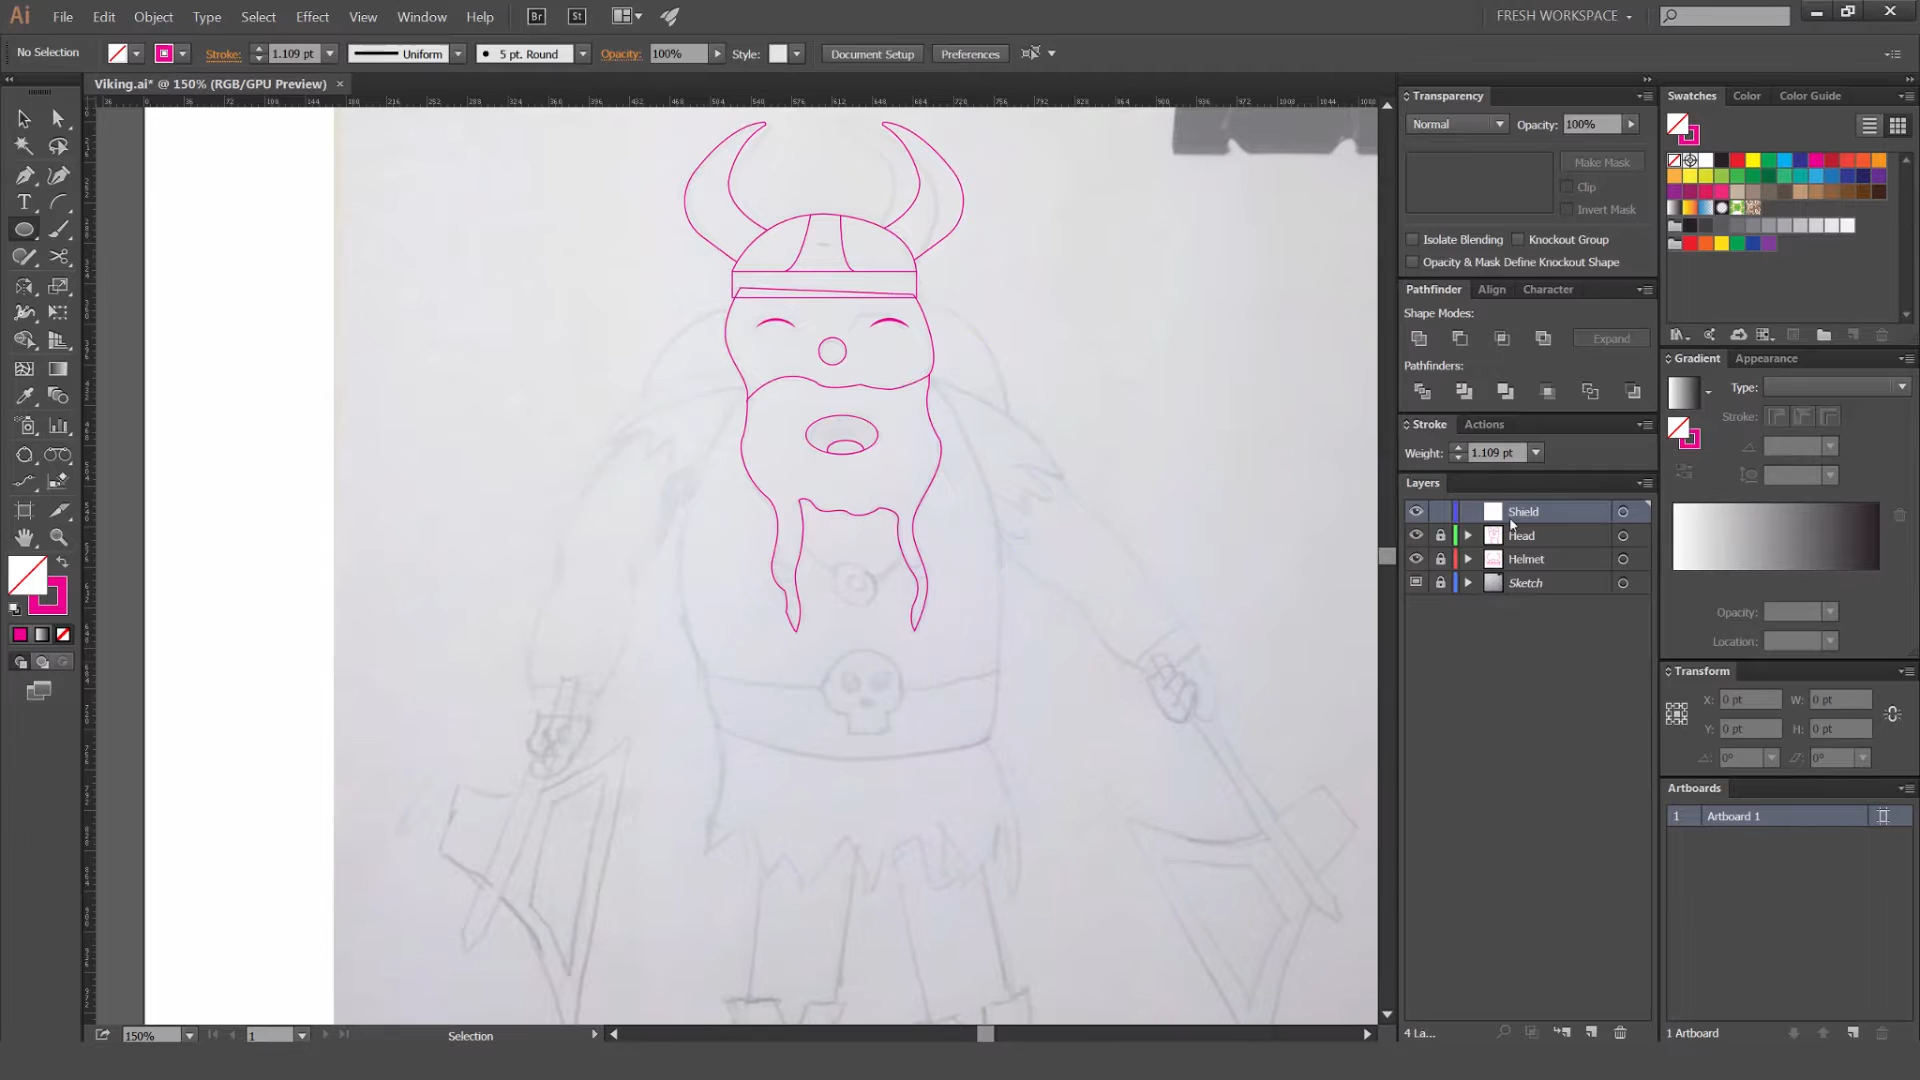 Ai File Edit Object Type Select Effect View Window Help Br St FRESH WORKSPACE
No Selection Stroke: 1.109 pt Uniform 5 pt. Round Opacity: 100% Style: Document Setup Preferences
Viking.ai* @ 150% (RGB/GPU Preview) ×
Transparency
Normal Opacity: 100%
Make Mask
Clip
Invert Mask
Isolate Blending Knockout Group
Opacity & Mask Define Knockout Shape
Pathfinder Align Character
Shape Modes:
Expand
Pathfinders:
Stroke Actions
Weight: 1.109 pt
Layers
Shield
Head
Helmet
Sketch
4 La...
Swatches Color Color Guide
Gradient Appearance
Type:
Stroke:
Opacity:
Location:
Transform
X: 0 pt W: 0 pt
Y: 0 pt H: 0 pt
0° 0°
Artboards
1 Artboard 1
1 Artboard
150% 1 Selection